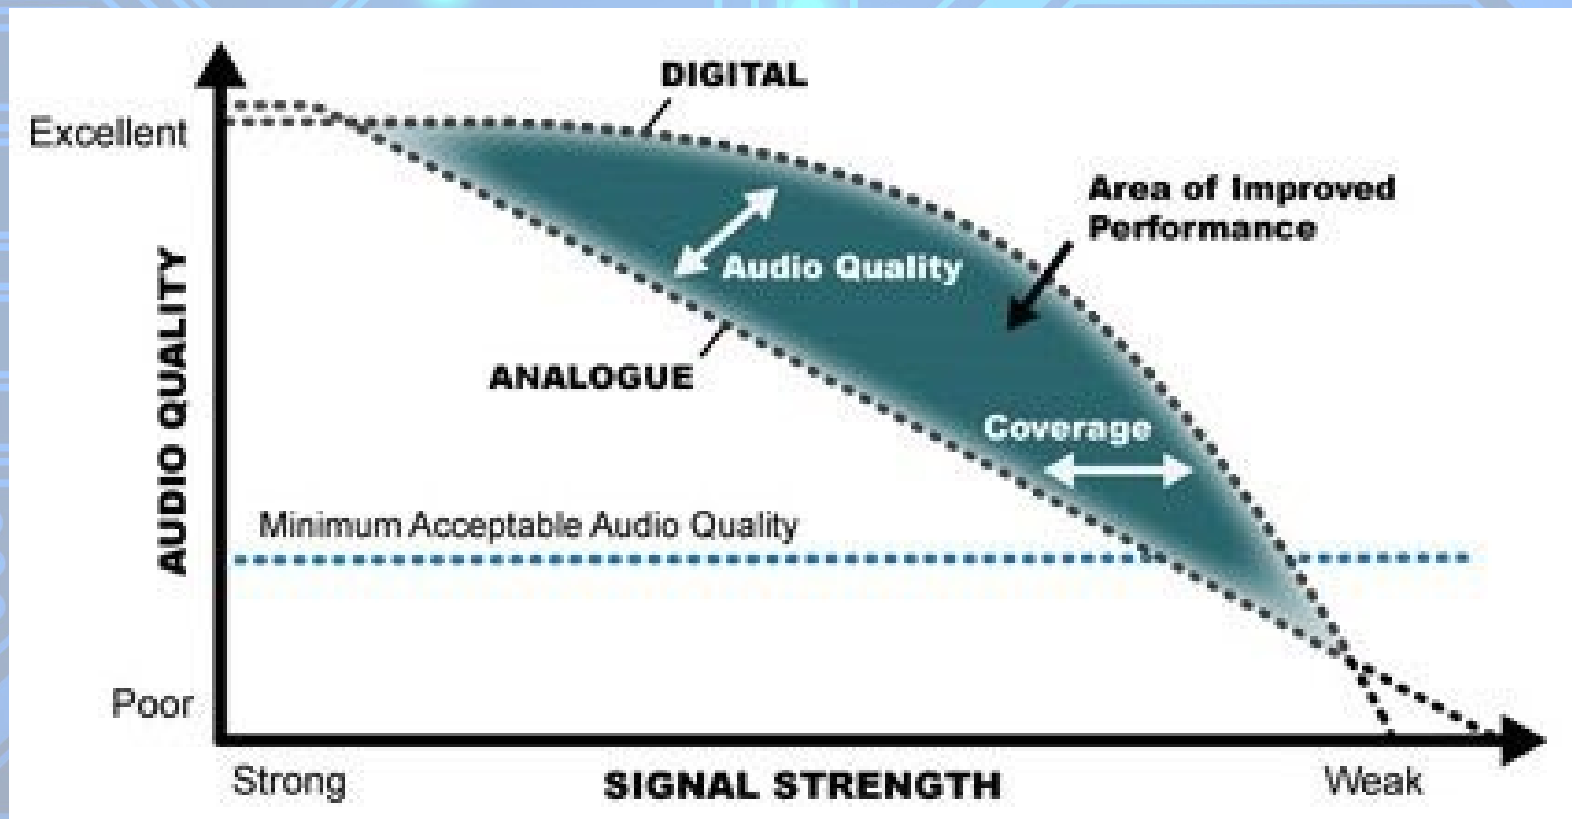 DIGITAL
Excellent
Area of Improved
Performance
Audio Quality
ANALOGUE
Coverage
AUDIO QUALITY
Minimum Acceptable Audio Quality
Poor
Strong
SIGNAL STRENGTH
Weak